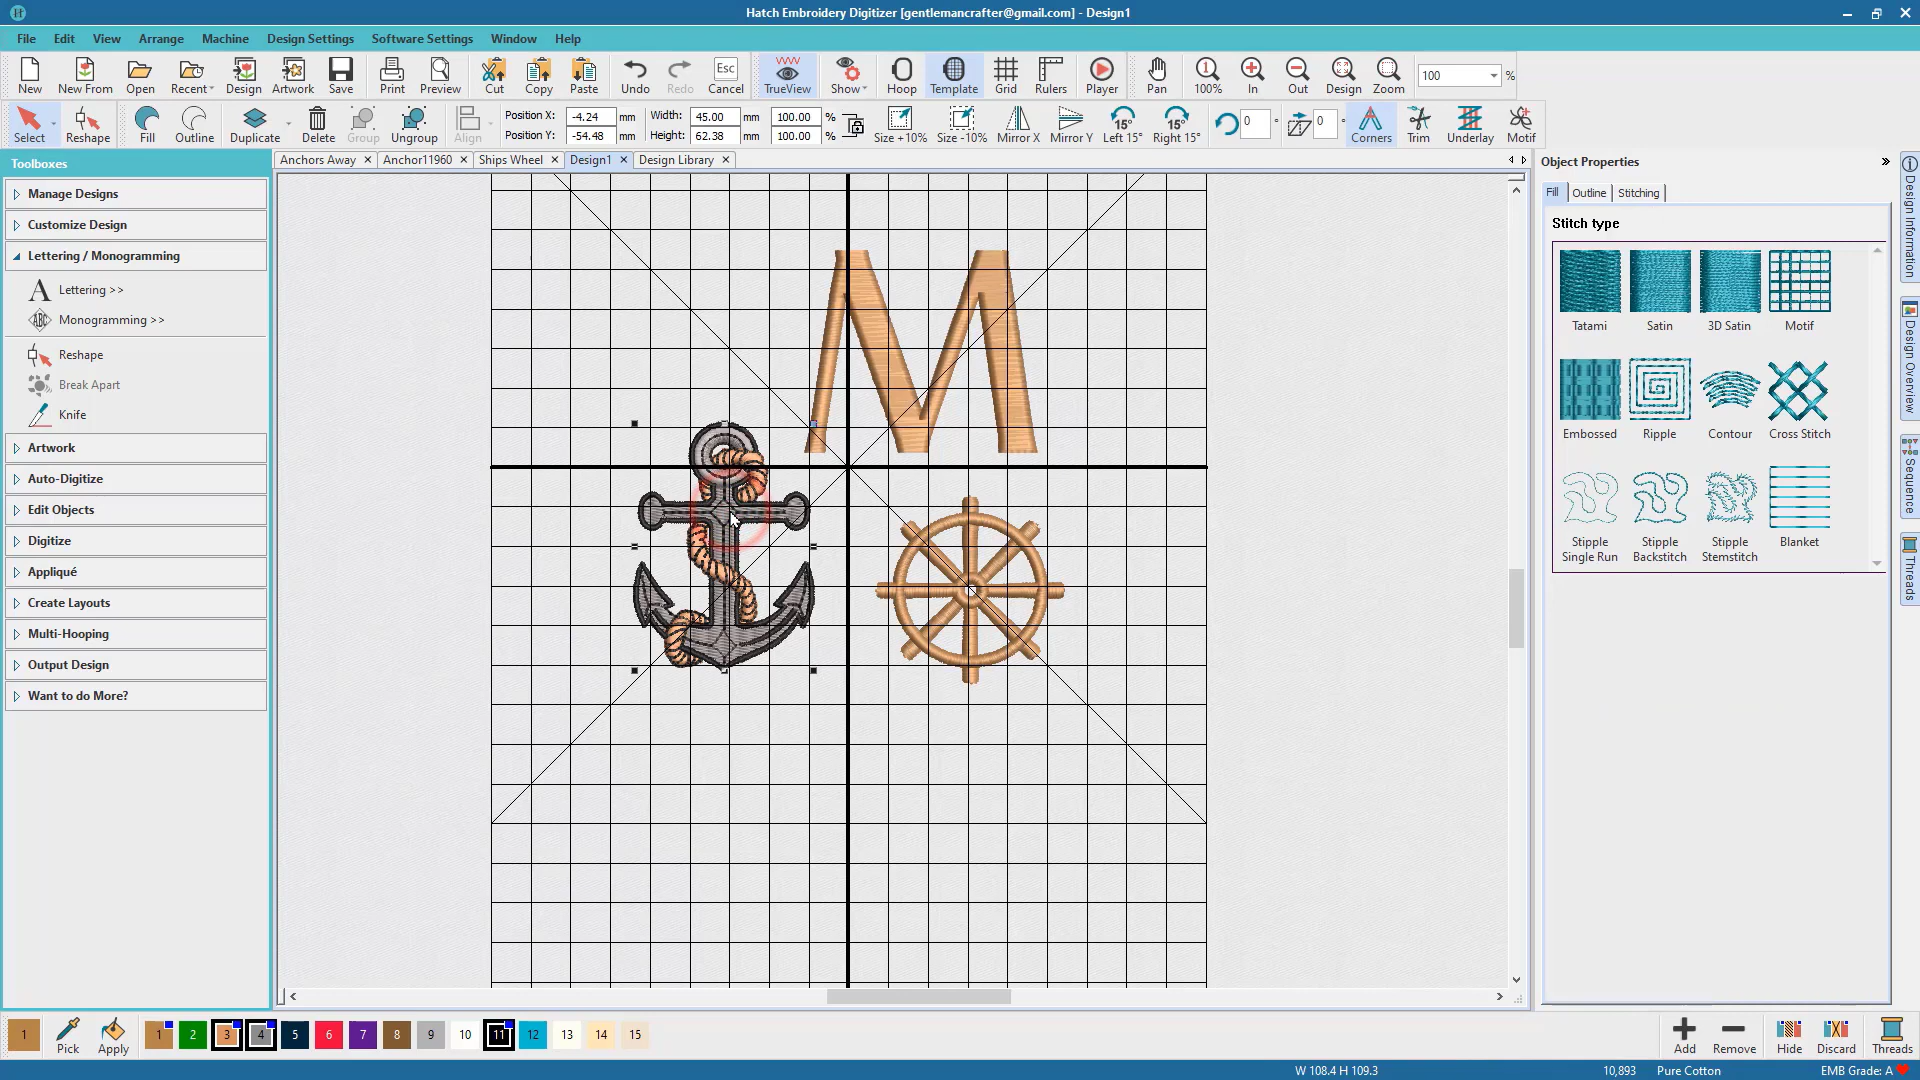 Hatch Embroidery Digitizer [gentlemancrafter@gmail.com] - Design1
File Edit View Arrange Machine Design Settings Software Settings Window Help
New New From Open Recent Design Artwork Save Print Preview Cut Copy Paste Undo Redo Esc Cancel TrueView Show Hoop Template Grid Rulers Player Pan 1 100% In Out Design Zoom 100 %
Select Reshape Fill Outline Duplicate Delete Group Ungroup Align
Position X: -4.24 mm Width: 45.00 mm 100.00 %
Position Y: -54.48 mm Height: 62.38 mm 100.00 %
Size +10% Size -10% Mirror X Mirror Y 15° Left 15° 15° Right 15° 0 ° 0 ° Corners Trim Underlay Motif
Toolboxes
Manage Designs
Customize Design
Lettering / Monogramming
A Lettering >>
ABC Monogramming >>
Reshape
Break Apart
Knife
Artwork
Auto-Digitize
Edit Objects
Digitize
Appliqué
Create Layouts
Multi-Hooping
Output Design
Want to do More?
Anchors Away Anchor11960 Ships Wheel Design1 Design Library
M
Object Properties
Fill Outline Stitching
Stitch type
Tatami Satin 3D Satin Motif
Embossed Ripple Contour Cross Stitch
Stipple Single Run Stipple Backstitch Stipple Stemstitch Blanket
Design Information
Design Overview
Sequence
Threads
1 Pick Apply 1 2 3 4 5 6 7 8 9 10 11 12 13 14 15 Add Remove Hide Discard Threads
W 108.4 H 109.3 10,893 Pure Cotton EMB Grade: A